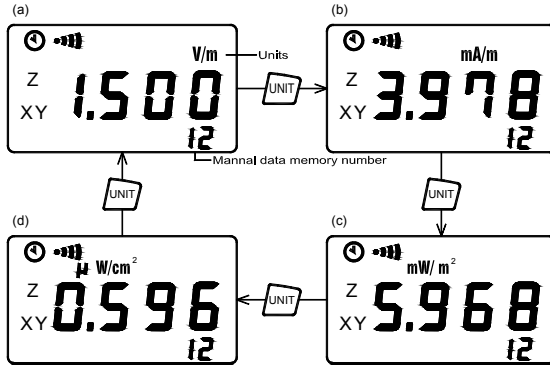 (a)
V/m
Units
Z
XY
1.500
12
Mannal data memory number
UNIT
(b)
mA/m
Z
XY
3.978
12
UNIT
(c)
mW/ m²
Z
XY
5.968
12
UNIT
(d)
µ W/cm²
Z
XY
0.596
12
UNIT